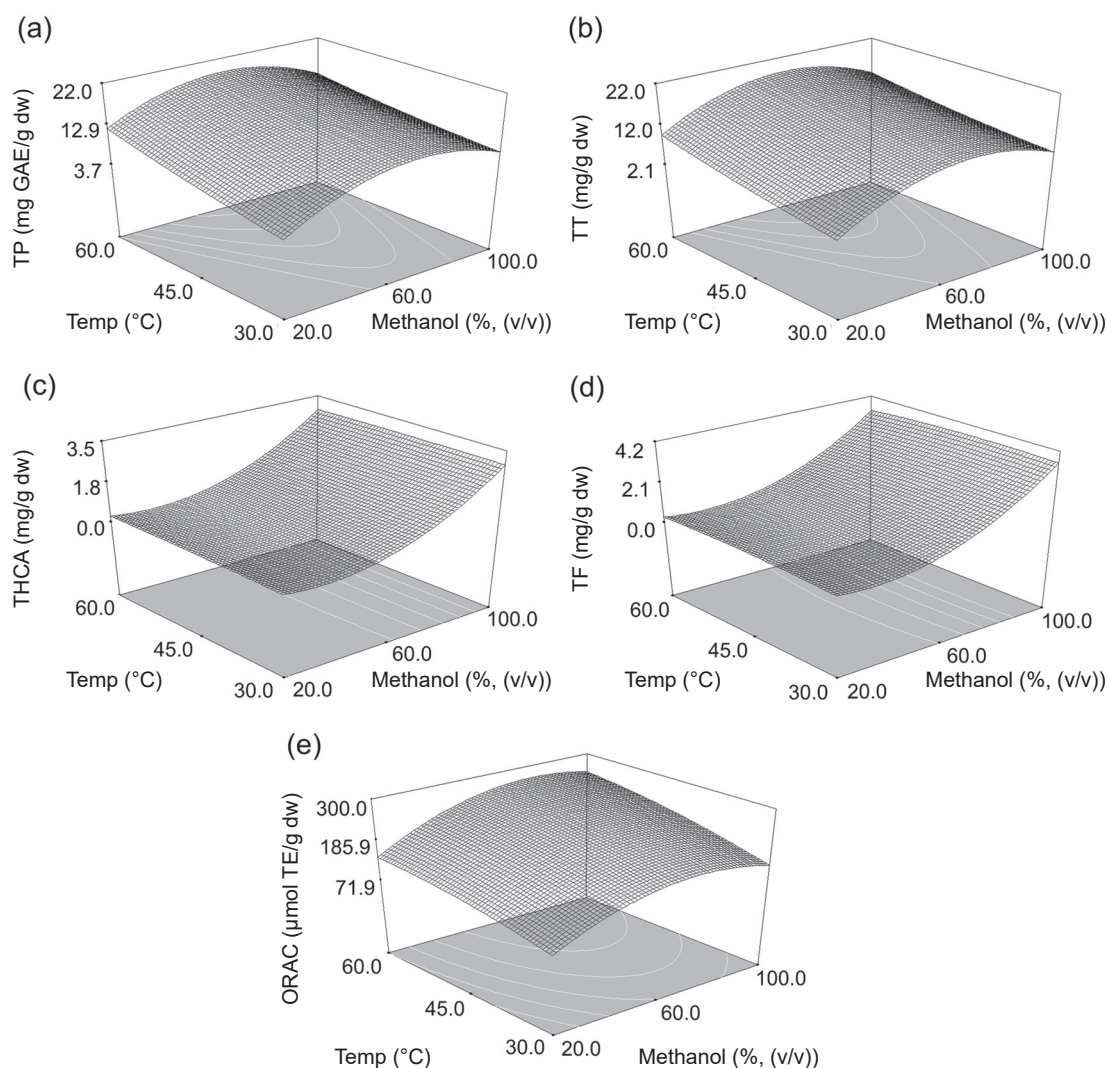 (a)
TP (mg GAE/g dw)
22.0
12.9
3.7
60.0
45.0
30.0
Temp (°C)
20.0
60.0
100.0
Methanol (%, (v/v))
(b)
TT (mg/g dw)
22.0
12.0
2.1
60.0
45.0
30.0
Temp (°C)
20.0
60.0
100.0
Methanol (%, (v/v))
(c)
THCA (mg/g dw)
3.5
1.8
0.0
60.0
45.0
30.0
Temp (°C)
20.0
60.0
100.0
Methanol (%, (v/v))
(d)
TF (mg/g dw)
4.2
2.1
0.0
60.0
45.0
30.0
Temp (°C)
20.0
60.0
100.0
Methanol (%, (v/v))
(e)
ORAC (μmol TE/g dw)
300.0
185.9
71.9
60.0
45.0
30.0
Temp (°C)
20.0
60.0
100.0
Methanol (%, (v/v))